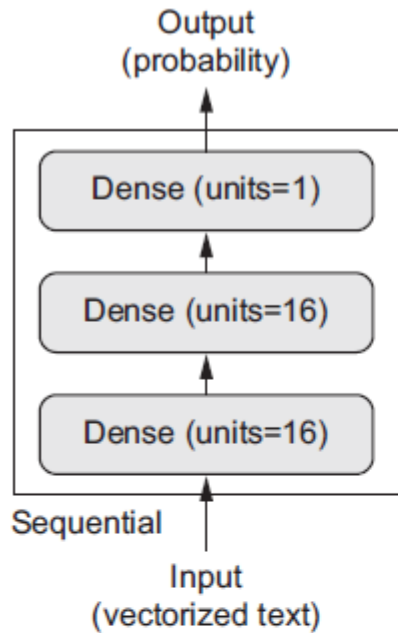 Output
(probability)
Dense (units=1)
Dense (units=16)
Dense (units=16)
Sequential
Input
(vectorized text)